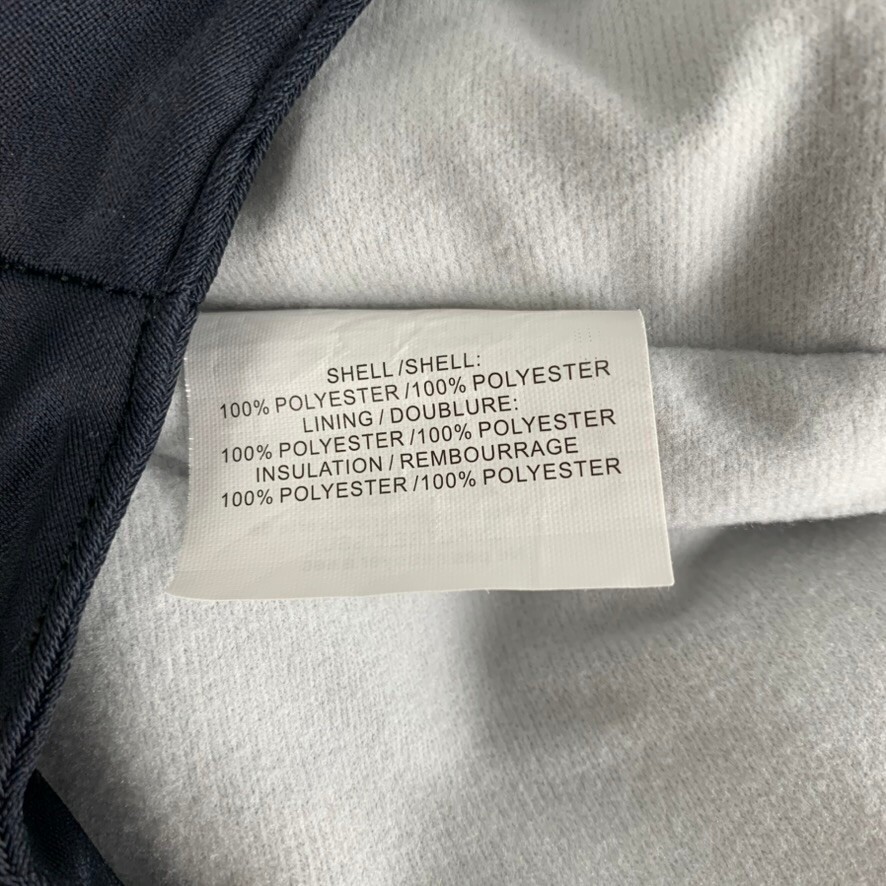 SHELL /SHELL:
100% POLYESTER /100% POLYESTER
LINING / DOUBLURE:
100% POLYESTER /100% POLYESTER
INSULATION / REMBOURRAGE
100% POLYESTER /100% POLYESTER